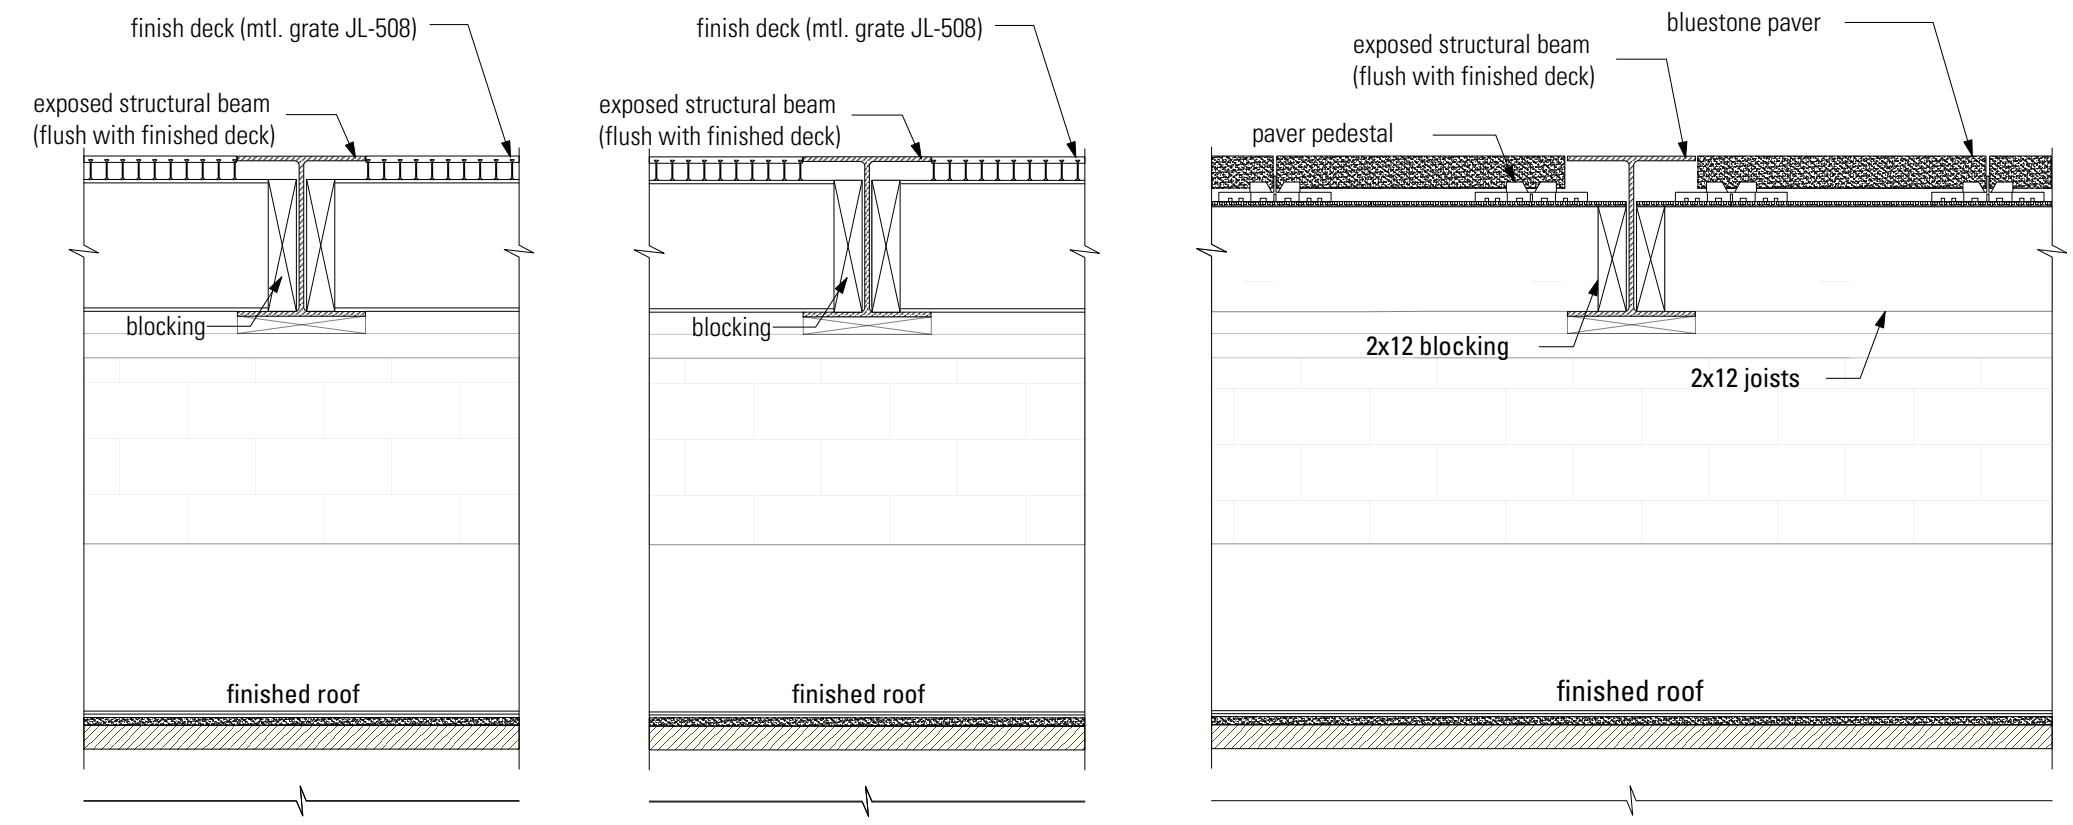 finish deck (mtl. grate JL-508)
exposed structural beam
(flush with finished deck)
blocking
finished roof
finish deck (mtl. grate JL-508)
exposed structural beam
(flush with finished deck)
blocking
finished roof
bluestone paver
exposed structural beam
(flush with finished deck)
paver pedestal
2x12 blocking
2x12 joists
finished roof